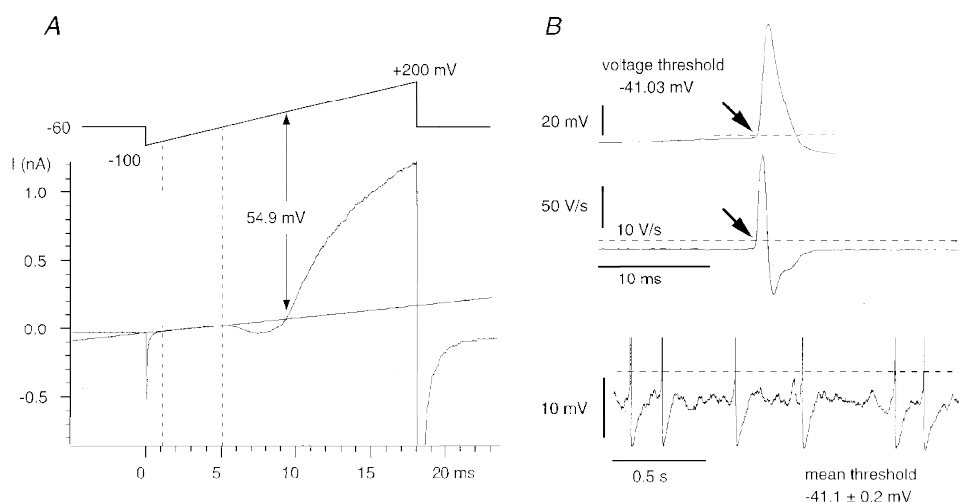 A
+200 mV
-60
-100
I (nA)
1.0
0.5
0.0
-0.5
54.9 mV
0
5
10
15
20 ms
B
voltage threshold
-41.03 mV
20 mV
50 V/s
10 V/s
10 ms
10 mV
0.5 s
mean threshold
-41.1 ± 0.2 mV